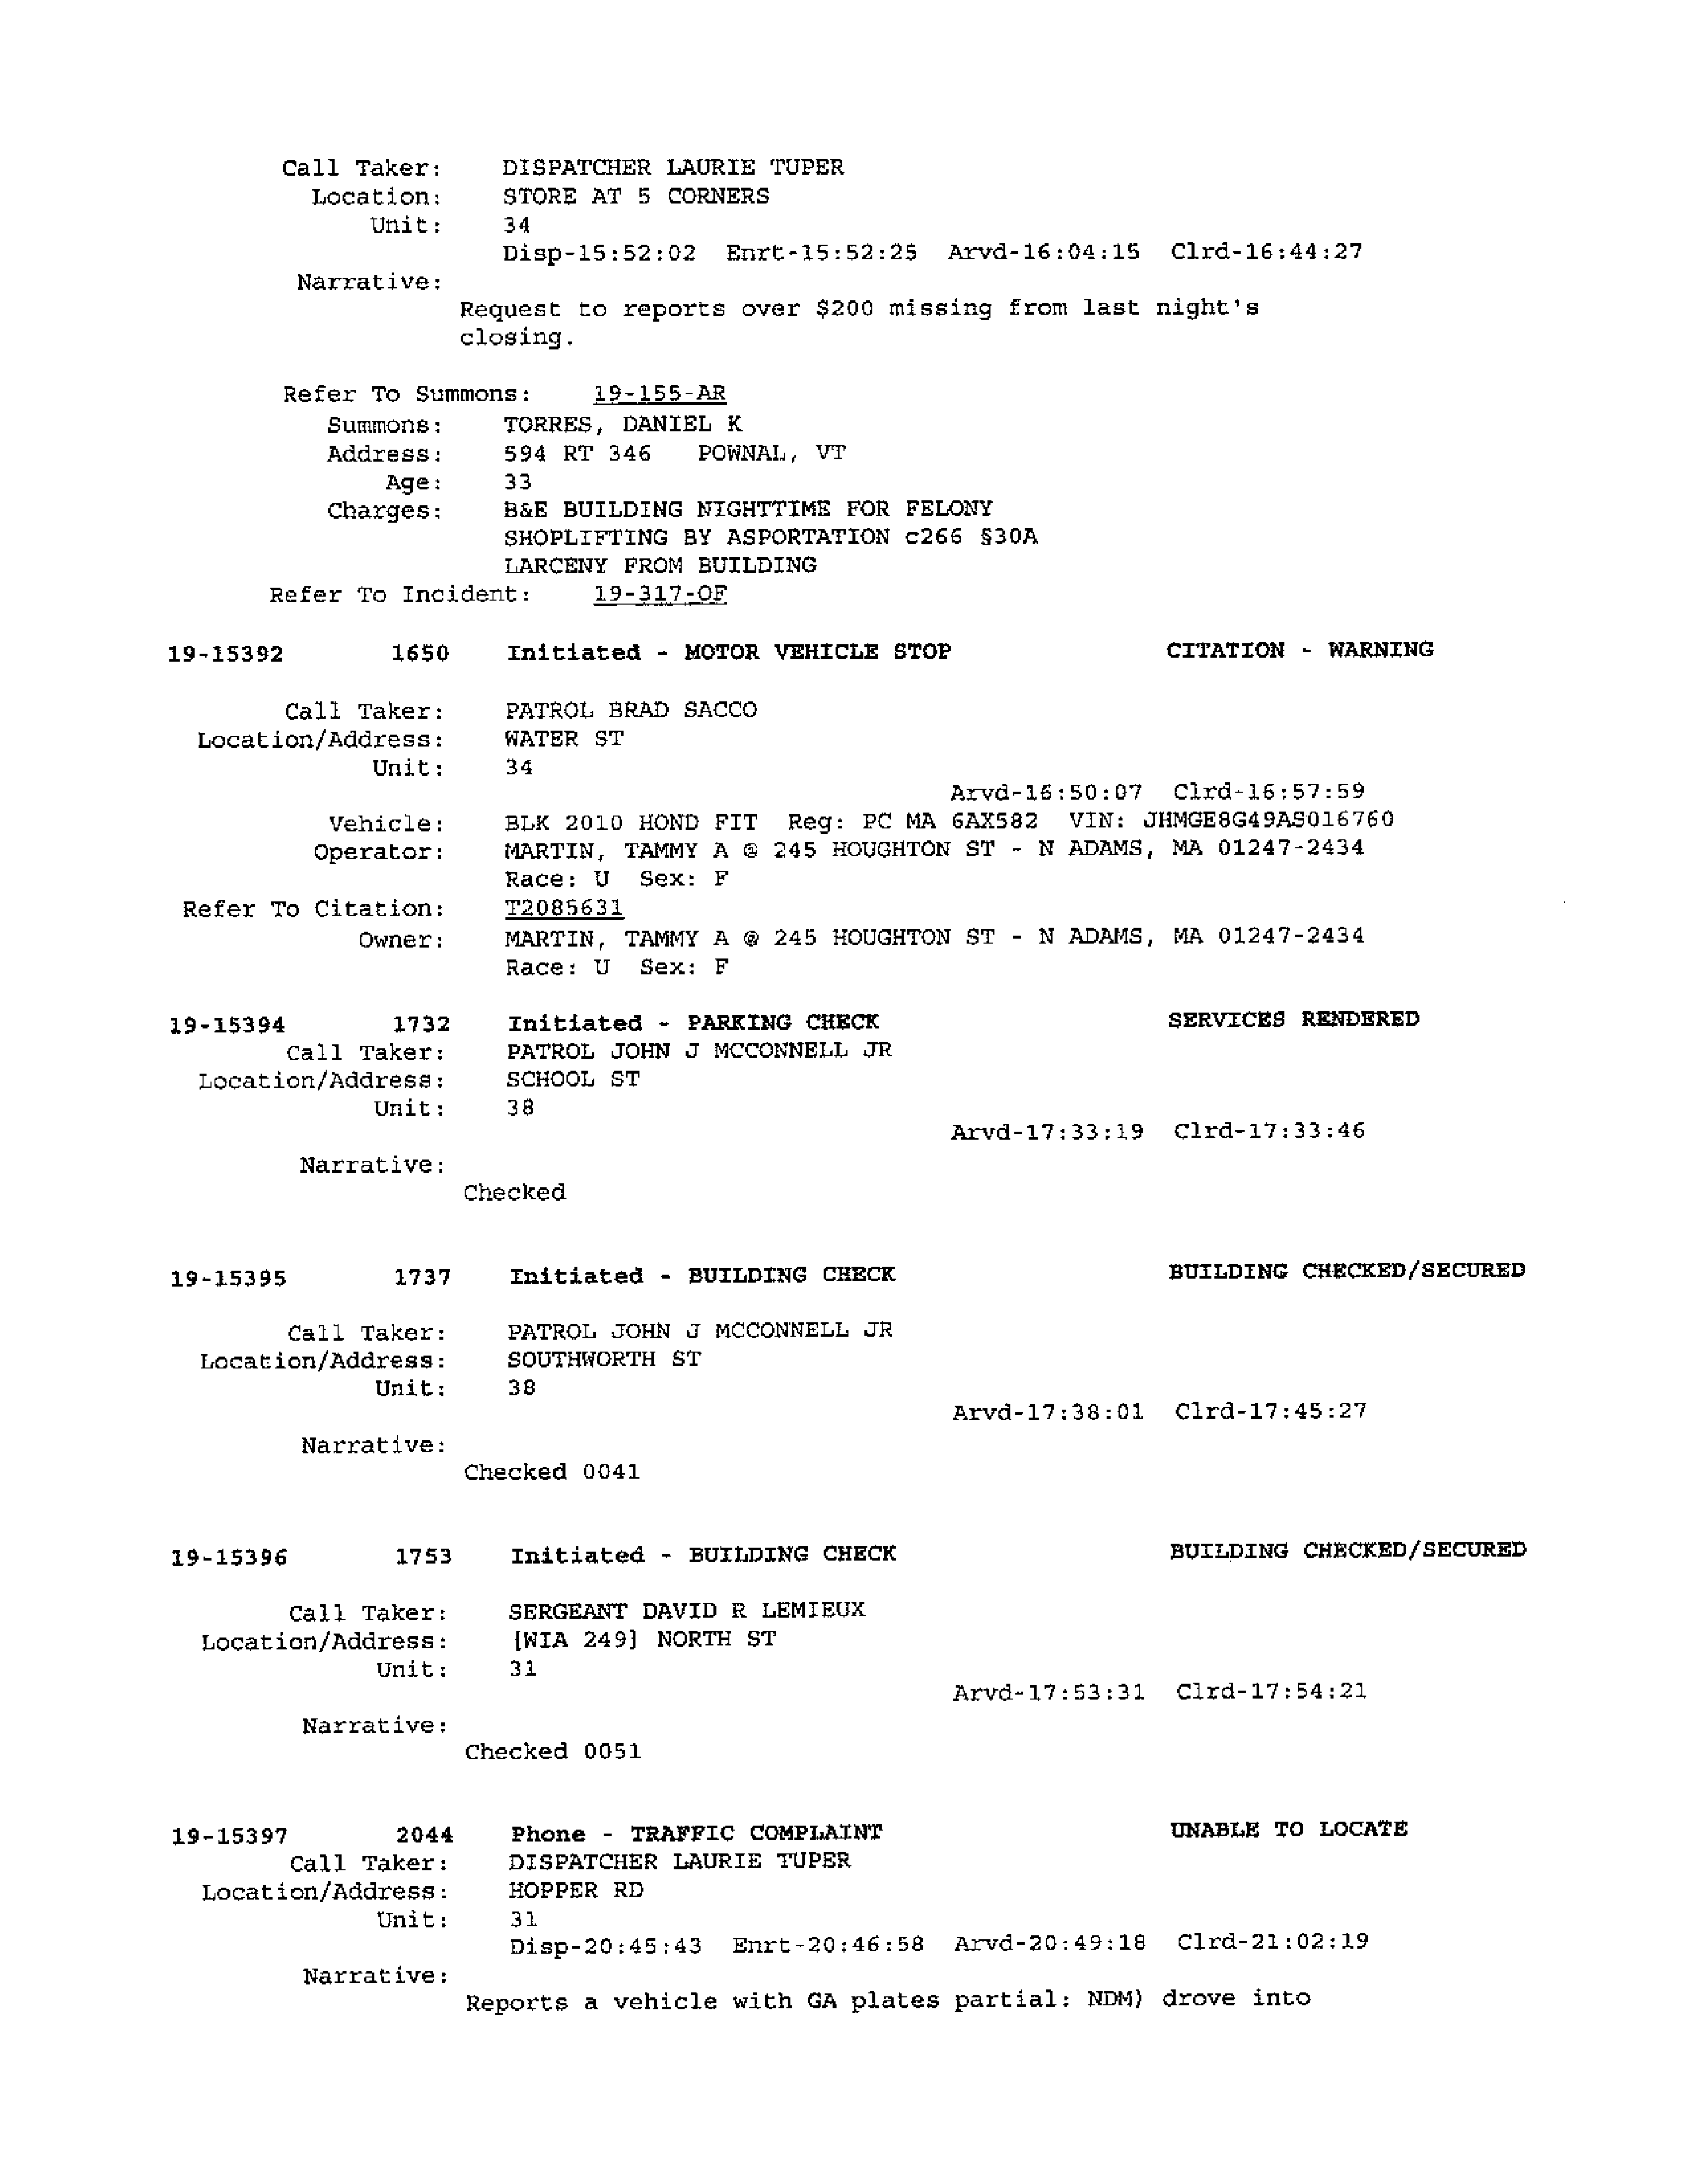 Call Taker: DISPATCHER LAURIE TUPER
Location: STORE AT 5 CORNERS
Unit: 34
Disp-15:52:02 Enrt-15:52:25 Arvd-16:04:15 Clrd-16:44:27
Narrative:
Request to reports over $200 missing from last night's
closing.
Refer To Summons: 19-155-AR
Summons: TORRES, DANIEL K
Address: 594 RT 346 POWNAL, VT
Age: 33
Charges: B&E BUILDING NIGHTTIME FOR FELONY
SHOPLIFTING BY ASPORTATION c266 §30A
LARCENY FROM BUILDING
Refer To Incident: 19-317-OF
19-15392 1650 Initiated - MOTOR VEHICLE STOP CITATION - WARNING
Call Taker: PATROL BRAD SACCO
Location/Address: WATER ST
Unit: 34
Arvd-16:50:07 Clrd-16:57:59
Vehicle: BLK 2010 HOND FIT Reg: PC MA 6AX582 VIN: JHMGE8G49AS016760
Operator: MARTIN, TAMMY A @ 245 HOUGHTON ST - N ADAMS, MA 01247-2434
Race: U Sex: F
Refer To Citation: T2085631
Owner: MARTIN, TAMMY A @ 245 HOUGHTON ST - N ADAMS, MA 01247-2434
Race: U Sex: F
19-15394 1732 Initiated - PARKING CHECK SERVICES RENDERED
Call Taker: PATROL JOHN J MCCONNELL JR
Location/Address: SCHOOL ST
Unit: 38
Arvd-17:33:19 Clrd-17:33:46
Narrative:
Checked
19-15395 1737 Initiated - BUILDING CHECK BUILDING CHECKED/SECURED
Call Taker: PATROL JOHN J MCCONNELL JR
Location/Address: SOUTHWORTH ST
Unit: 38
Arvd-17:38:01 Clrd-17:45:27
Narrative:
Checked 0041
19-15396 1753 Initiated - BUILDING CHECK BUILDING CHECKED/SECURED
Call Taker: SERGEANT DAVID R LEMIEUX
Location/Address: [WIA 249] NORTH ST
Unit: 31
Arvd-17:53:31 Clrd-17:54:21
Narrative:
Checked 0051
19-15397 2044 Phone - TRAFFIC COMPLAINT UNABLE TO LOCATE
Call Taker: DISPATCHER LAURIE TUPER
Location/Address: HOPPER RD
Unit: 31
Disp-20:45:43 Enrt-20:46:58 Arvd-20:49:18 Clrd-21:02:19
Narrative:
Reports a vehicle with GA plates partial: NDM) drove into